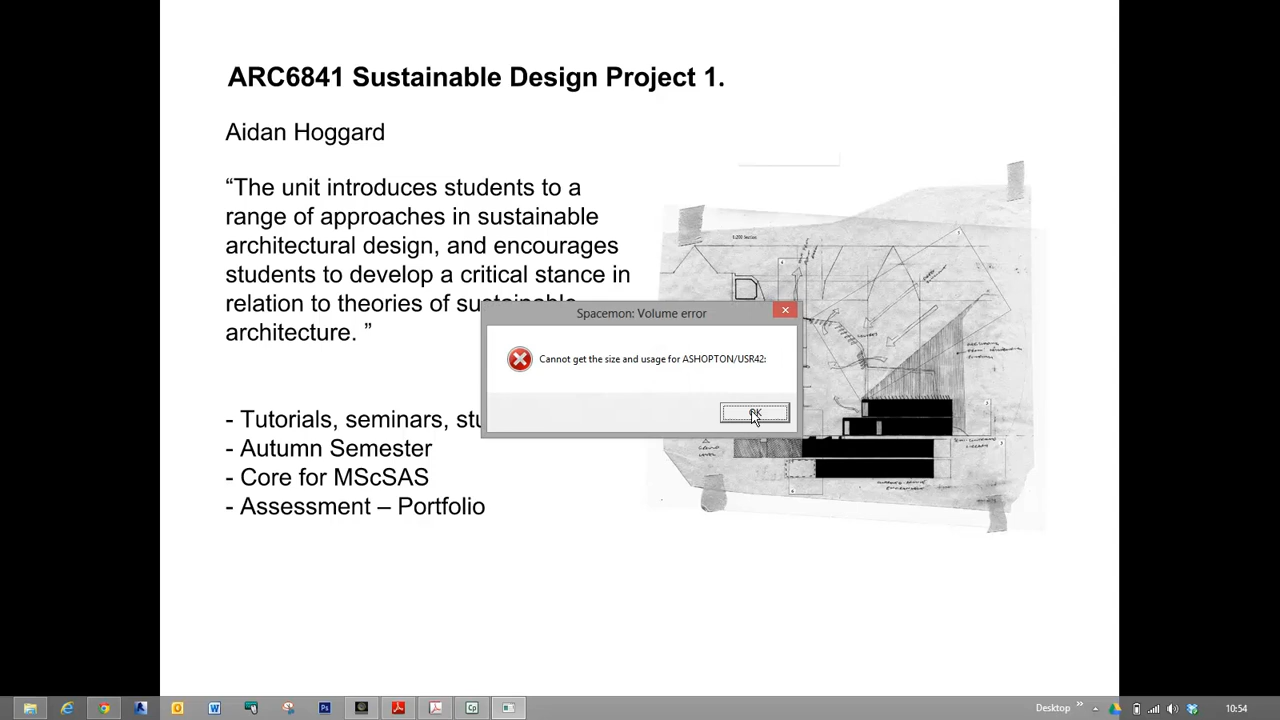 ARC6841 Sustainable Design Project 1.
Aidan Hoggard
“The unit introduces students to a
range of approaches in sustainable
architectural design, and encourages
students to develop a critical stance in
relation to theories of sustainable
architecture. ”
Spacemon: Volume error
Cannot get the size and usage for ASHOPTON/USR42:
OK
- Tutorials, seminars,
- Autumn Semester
- Core for MScSAS
- Assessment – Portfolio
Desktop
10:54